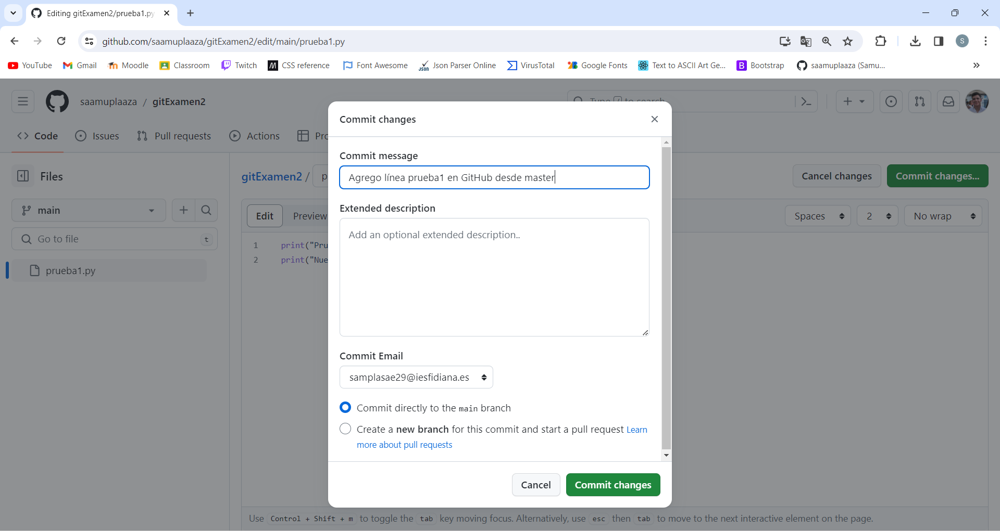 Editing gitExamen2/prueba1.py
github.com/saamuplaaza/gitExamen2/edit/main/prueba1.py
S
YouTube Gmail Moodle Classroom Twitch CSS reference Font Awesome Json Parser Online VirusTotal Google Fonts Text to ASCII Art Ge... Bootstrap saamuplaaza (Samu...
saamuplaaza / gitExamen2
Type / to search
Code Issues Pull requests Actions
Files
main
Go to file t
prueba1.py
gitExamen2 /
Cancel changes
Commit changes...
Edit Preview
Spaces 2 No wrap
1 print("Pru
2 print("Nue
Commit changes
Commit message
Agrego línea prueba1 en GitHub desde master
Extended description
Add an optional extended description..
Commit Email
samplasae29@iesfidiana.es
Commit directly to the main branch
Create a new branch for this commit and start a pull request Learn
more about pull requests
Cancel Commit changes
Use Control + Shift + m to toggle the tab key moving focus. Alternatively, use esc then tab to move to the next interactive element on the page.